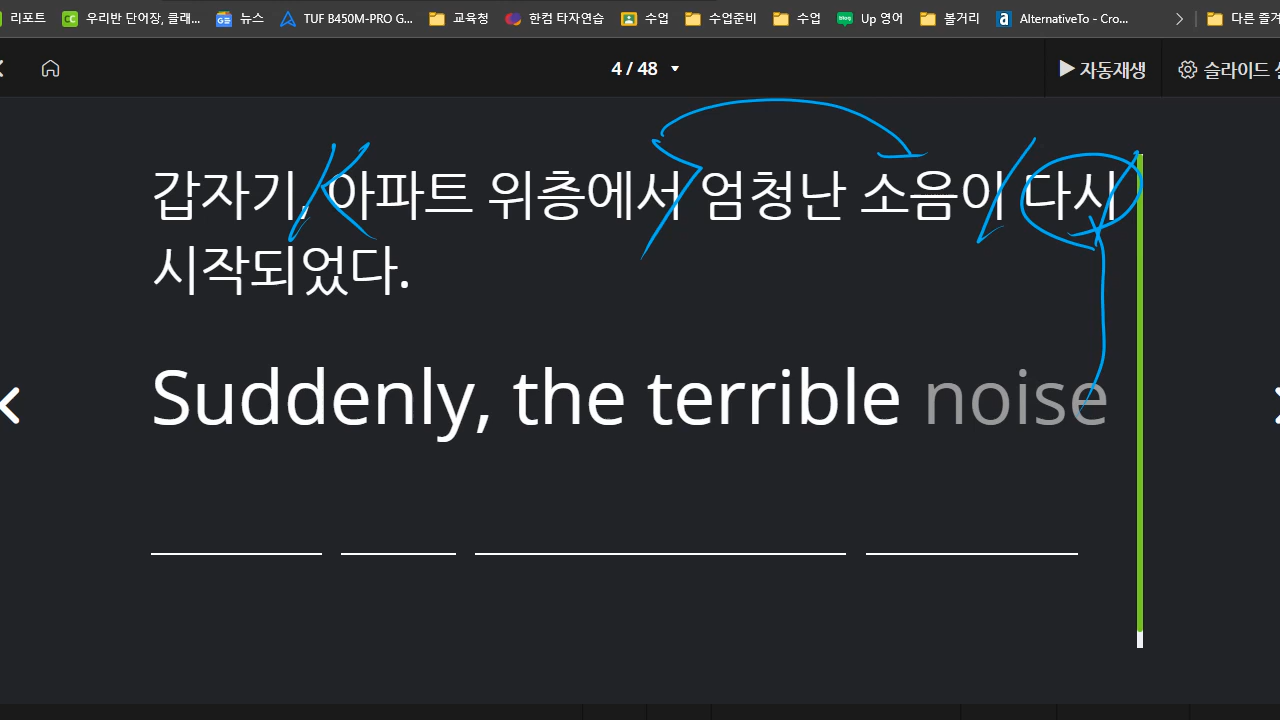 리포트 우리반 단어장, 클래... 뉴스 TUF B450M-PRO G... 교육청 한컴 타자연습 수업 수업준비 수업 Up 영어 볼거리 AlternativeTo - Cro... 다른 즐겨
4 / 48 자동재생 슬라이드
갑자기, 아파트 위층에서 엄청난 소음이 다시
시작되었다.
Suddenly, the terrible noise